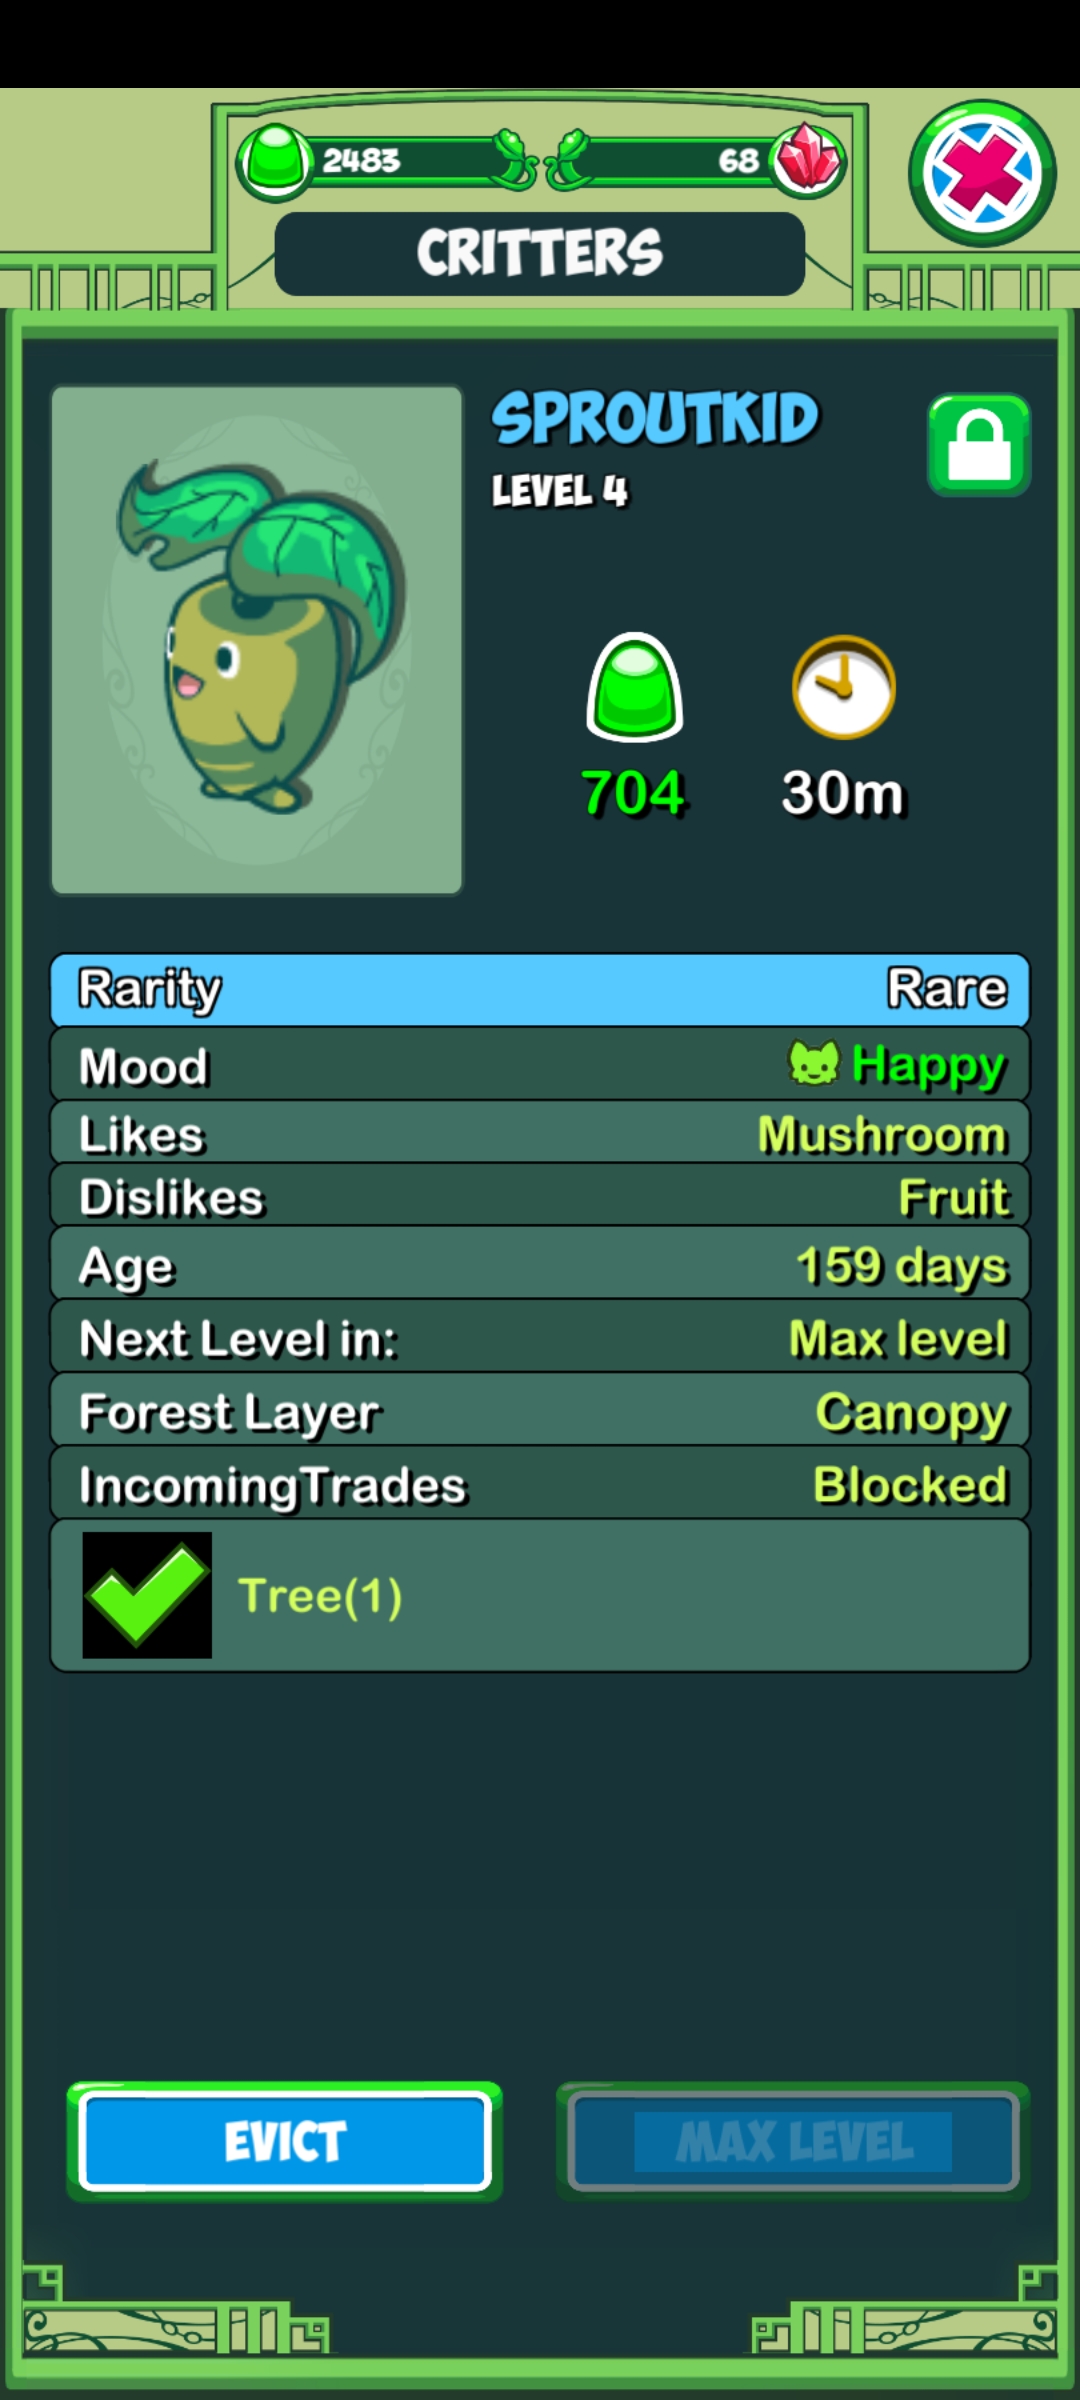 2483
68
CRITTERS
SPROUTKID
LEVEL 4
704
30m
Rarity Rare
Mood Happy
Likes Mushroom
Dislikes Fruit
Age 159 days
Next Level in: Max level
Forest Layer Canopy
IncomingTrades Blocked
Tree(1)
EVICT
MAX LEVEL